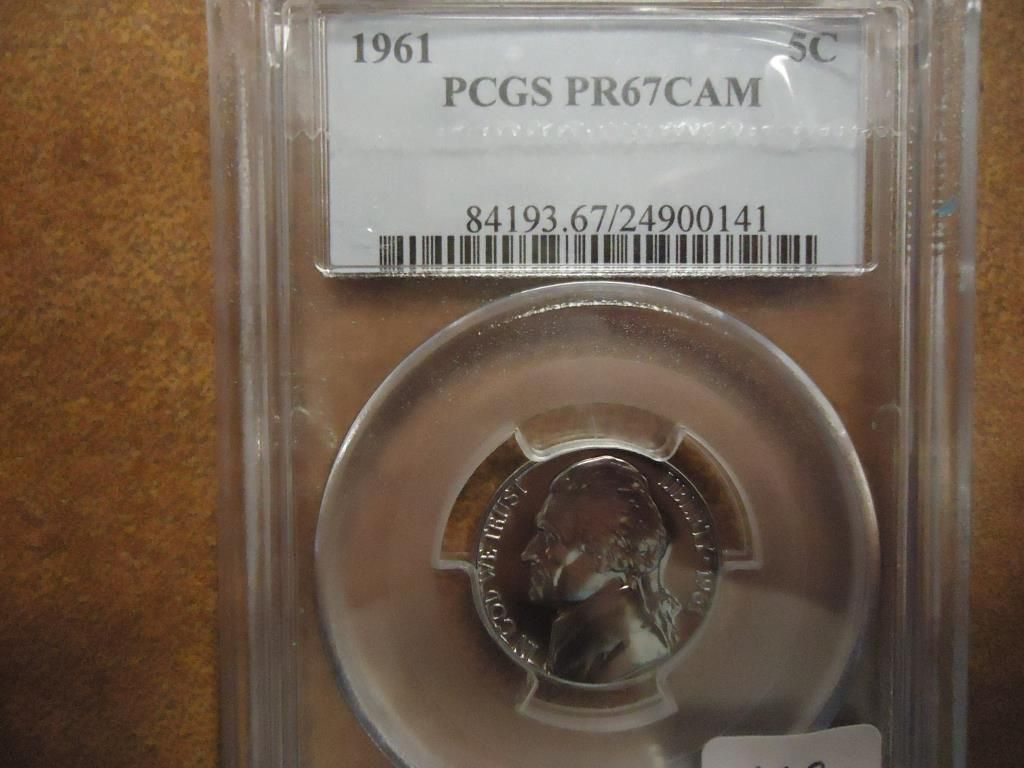 1961 5C
PCGS PR67CAM
84193.67/24900141
IN GOD WE TRUST
LIBERTY 1961